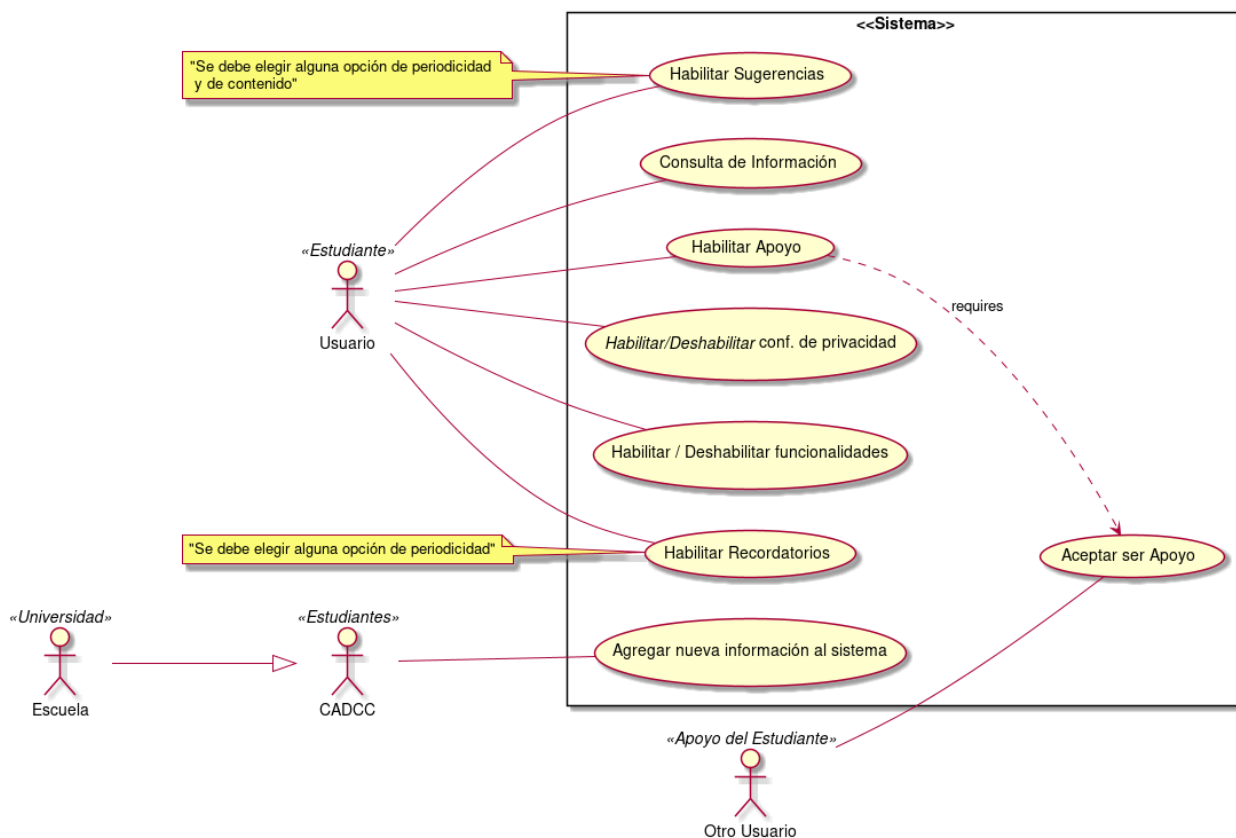 <<Sistema>>
"Se debe elegir alguna opción de periodicidad
y de contenido"
Habilitar Sugerencias
Consulta de Información
«Estudiante»
Usuario
Habilitar Apoyo
requires
Habilitar/Deshabilitar conf. de privacidad
Habilitar / Deshabilitar funcionalidades
"Se debe elegir alguna opción de periodicidad"
Habilitar Recordatorios
Aceptar ser Apoyo
«Universidad»
Escuela
«Estudiantes»
CADCC
Agregar nueva información al sistema
«Apoyo del Estudiante»
Otro Usuario